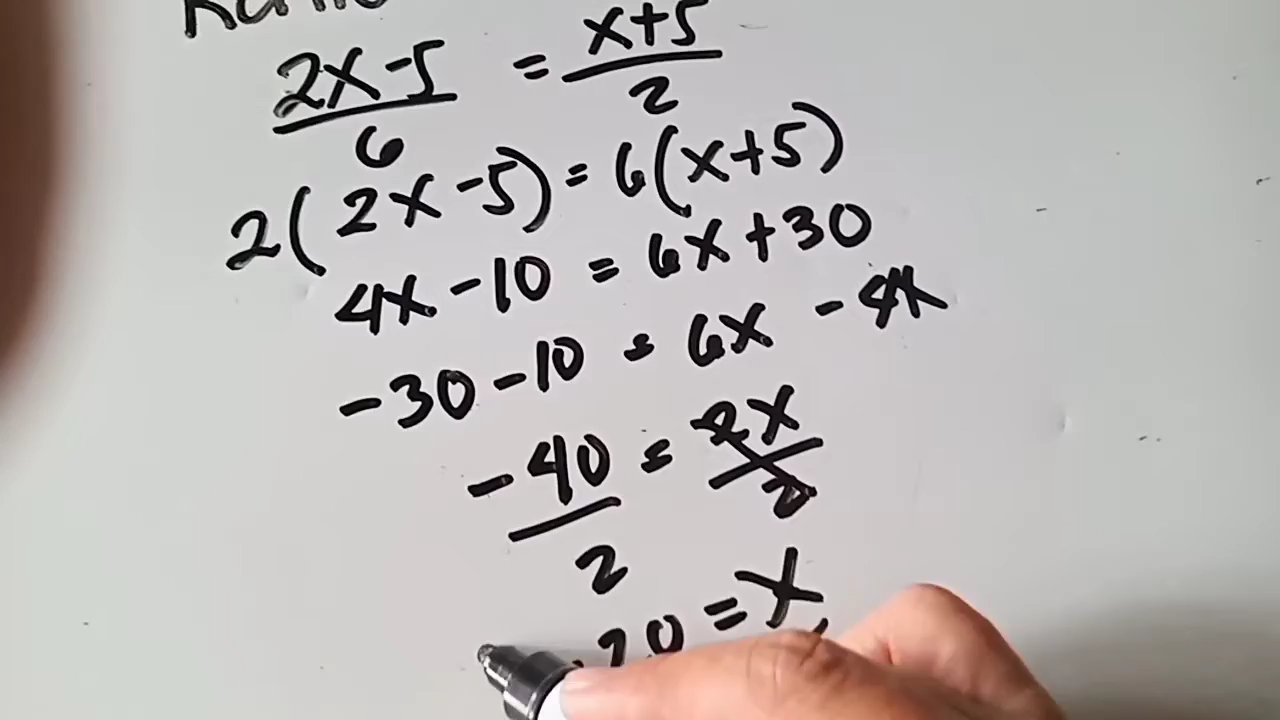 2x-5/6 = x+5/2
2(2x-5) = 6(x+5)
4x-10 = 6x+30
-30-10 = 6x -4x
-40/2 = 2x/2
-20 = x